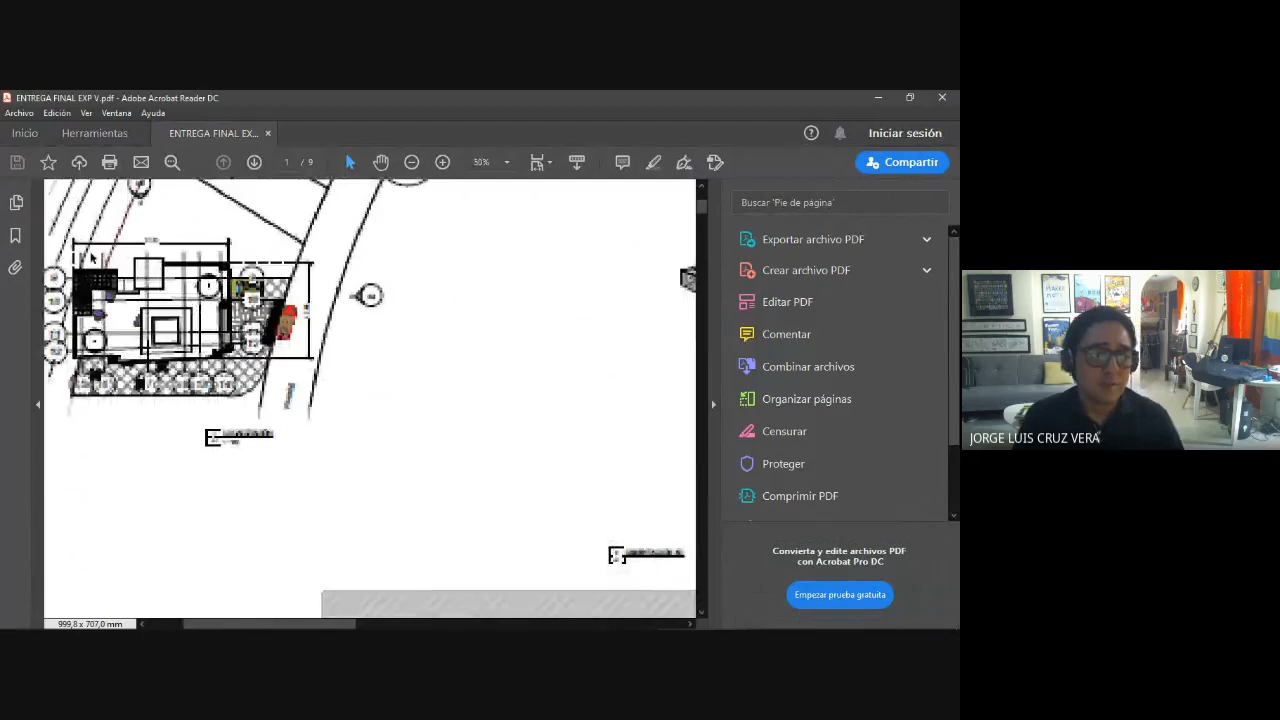 ENTREGA FINAL EXP V.pdf - Adobe Acrobat Reader DC
Archivo Edición Ver Ventana Ayuda
Inicio Herramientas ENTREGA FINAL EX... × Iniciar sesión
1 / 9 50% Compartir
Buscar 'Pie de página'
Exportar archivo PDF
Crear archivo PDF
Editar PDF
Comentar
Combinar archivos
Organizar páginas
Censurar
Proteger
Comprimir PDF
Convierta y edite archivos PDF
con Acrobat Pro DC
Empezar prueba gratuita
999,8 x 707,0 mm
JORGE LUIS CRUZ VERA